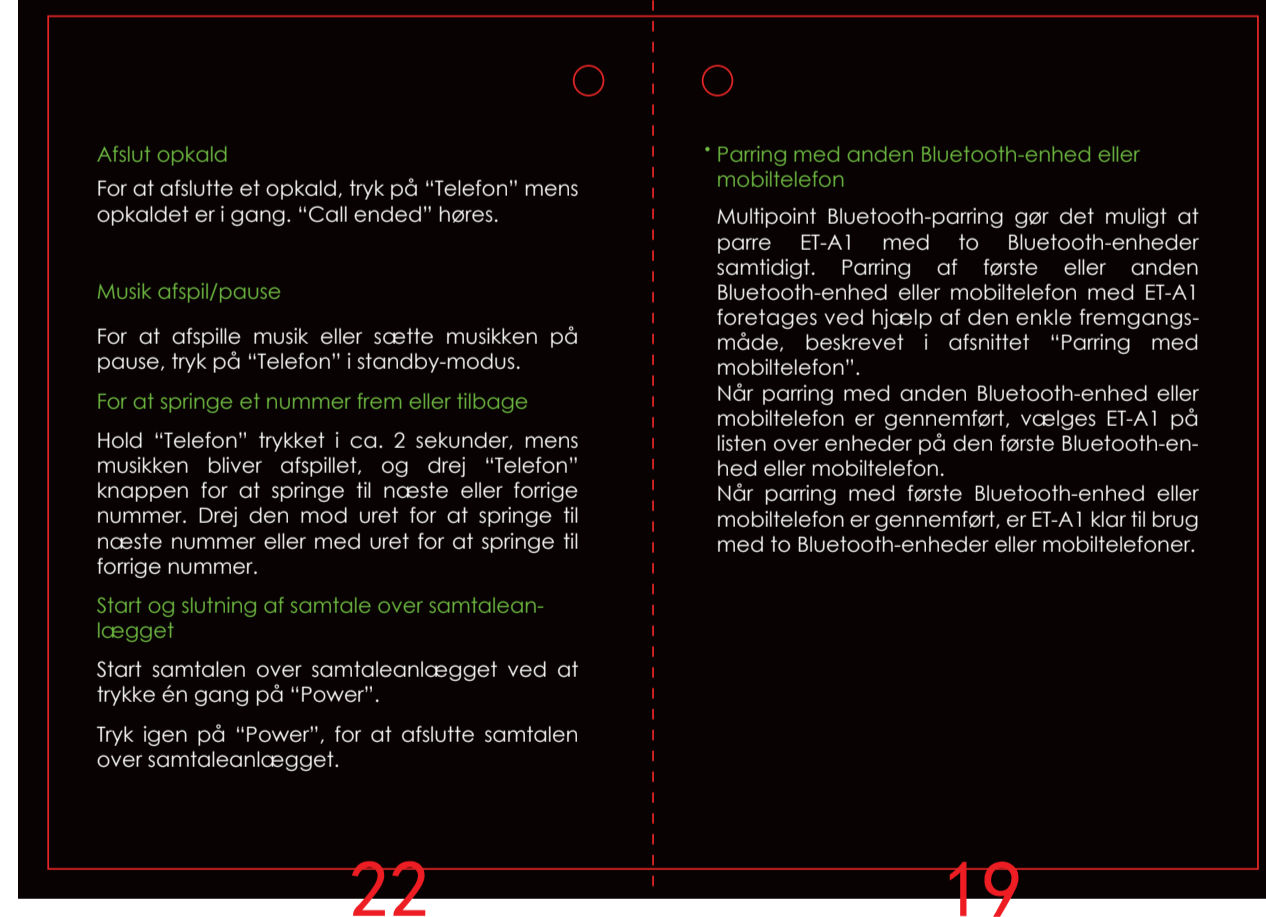 Afslut opkald
For at afslutte et opkald, tryk på “Telefon” mens
opkaldet er i gang. “Call ended” høres.
Musik afspil/pause
For at afspille musik eller sætte musikken på
pause, tryk på “Telefon” i standby-modus.
For at springe et nummer frem eller tilbage
Hold “Telefon” trykket i ca. 2 sekunder, mens
musikken bliver afspillet, og drej “Telefon”
knappen for at springe til næste eller forrige
nummer. Drej den mod uret for at springe til
næste nummer eller med uret for at springe til
forrige nummer.
Start og slutning af samtale over samtalean-
lægget
Start samtalen over samtaleanlægget ved at
trykke én gang på “Power”.
Tryk igen på “Power”, for at afslutte samtalen
over samtaleanlægget.
22
* Parring med anden Bluetooth-enhed eller
mobiltelefon
Multipoint Bluetooth-parring gør det muligt at
parre ET-A1 med to Bluetooth-enheder
samtidigt. Parring af første eller anden
Bluetooth-enhed eller mobiltelefon med ET-A1
foretages ved hjælp af den enkle fremgangs-
måde, beskrevet i afsnittet “Parring med
mobiltelefon”.
Når parring med anden Bluetooth-enhed eller
mobiltelefon er gennemført, vælges ET-A1 på
listen over enheder på den første Bluetooth-en-
hed eller mobiltelefon.
Når parring med første Bluetooth-enhed eller
mobiltelefon er gennemført, er ET-A1 klar til brug
med to Bluetooth-enheder eller mobiltelefoner.
19